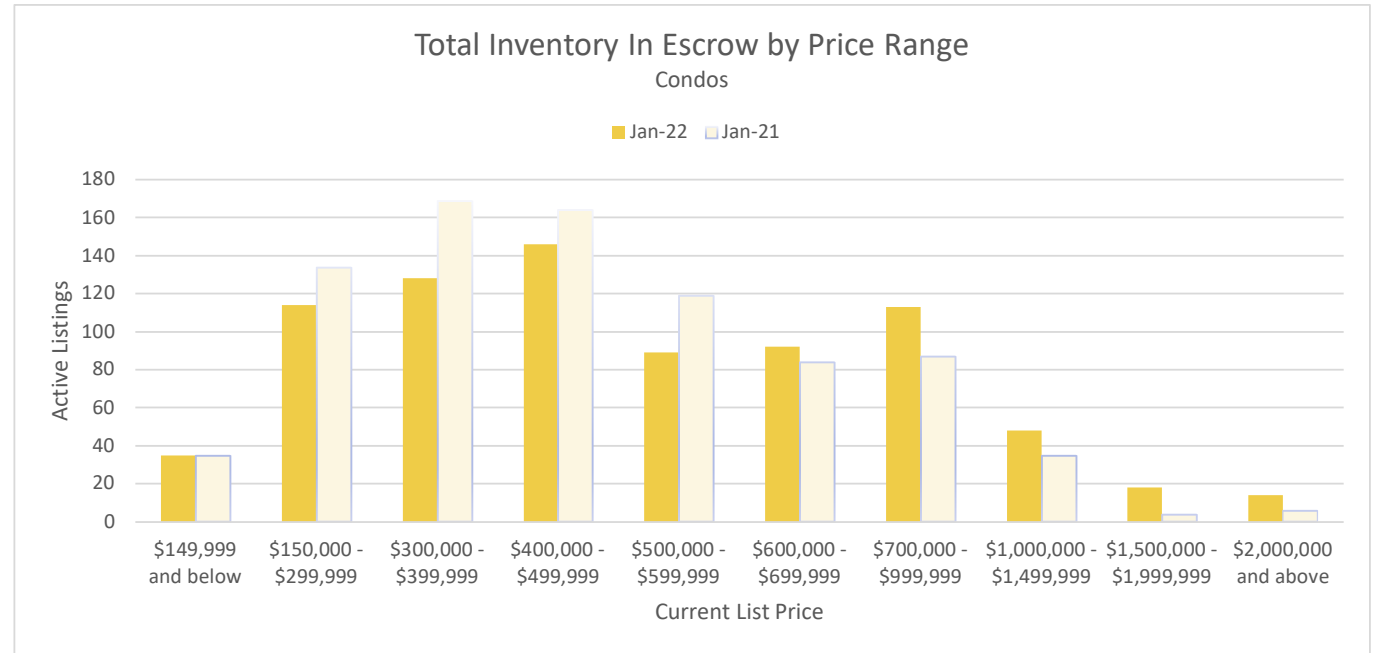 Total Inventory In Escrow by Price Range
Condos
Jan-22 Jan-21
180
160
140
120
100
80
60
40
20
0
Active Listings
$149,999 $150,000 - $300,000 - $400,000 - $500,000 - $600,000 - $700,000 - $1,000,000 - $1,500,000 - $2,000,000
and below $299,999 $399,999 $499,999 $599,999 $699,999 $999,999 $1,499,999 $1,999,999 and above
Current List Price